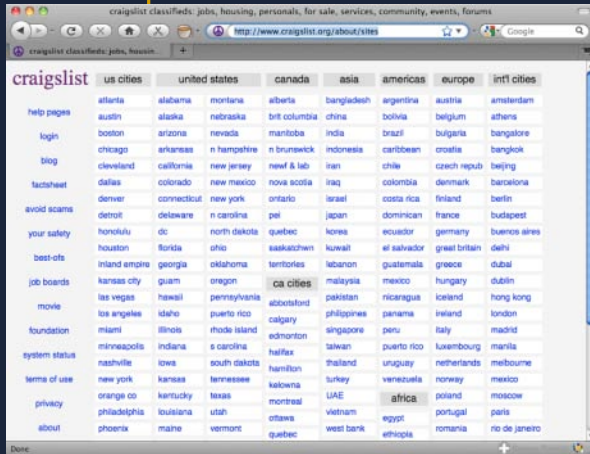 craigslist classifieds: jobs, housing, personals, for sale, services, community, events, forums
http://www.craigslist.org/about/sites
Google
craigslist classifieds: jobs, housin...
craigslist us cities united states canada asia americas europe int'l cities
atlanta alabama montana alberta bangladesh argentina austria amsterdam
help pages
austin alaska nebraska brit columbia china bolivia belgium athens
login
boston arizona nevada manitoba india brazil bulgaria bangalore
chicago arkansas n hampshire n brunswick indonesia caribbean croatia bangkok
blog
cleveland california new jersey newf & lab iran chile czech repub beijing
factsheet
dallas colorado new mexico nova scotia iraq colombia denmark barcelona
denver connecticut new york ontario israel costa rica finland berlin
avoid scams
detroit delaware n carolina pei japan dominican france budapest
your safety
honolulu dc north dakota quebec korea ecuador germany buenos aires
houston florida ohio saskatchwn kuwait el salvador great britain delhi
best-ofs
inland empire georgia oklahoma territories lebanon guatemala greece dubai
job boards
kansas city guam oregon ca cities malaysia mexico hungary dublin
las vegas hawaii pennsylvania abbotsford pakistan nicaragua iceland hong kong
movie
los angeles idaho puerto rico calgary philippines panama ireland london
foundation
miami illinois rhode island edmonton singapore peru italy madrid
minneapolis indiana s carolina halifax taiwan puerto rico luxembourg manila
system status
nashville iowa south dakota hamilton thailand uruguay netherlands melbourne
terms of use
new york kansas tennessee kelowna turkey venezuela norway mexico
orange co kentucky texas montreal UAE africa poland moscow
privacy
philadelphia louisiana utah ottawa vietnam egypt portugal paris
about
phoenix maine vermont quebec west bank ethiopia romania rio de janeiro
Done